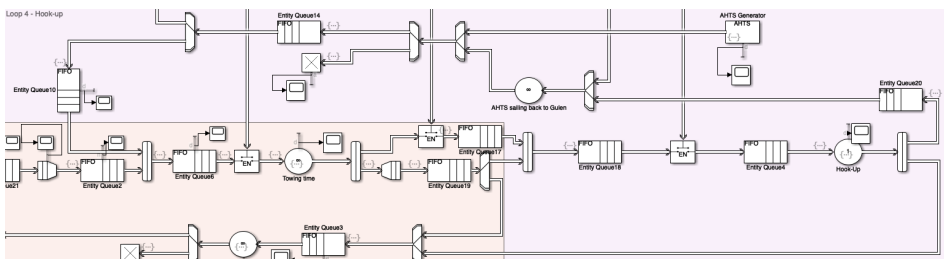 Loop 4 - Hook-up
Entity Queue14
FIFO
{...}
AHTS Generator
AHTS
{...}
{...}
FIFO
Entity Queue10
{...}
∞
AHTS sailing back to Gulen
Entity Queue20
FIFO
{...}
EN
FIFO
Entity Queue17
FIFO
Entity Queue2
{...}
FIFO
Entity Queue6
{...}
EN
{...}
Towing time
{...}
{...}
FIFO
Entity Queue19
{...}
FIFO
Entity Queue18
{...}
EN
FIFO
Entity Queue4
{...}
{...}
Hook-Up
{...}
ue21
{...}
Entity Queue3
FIFO
{...}
{...}
{...}